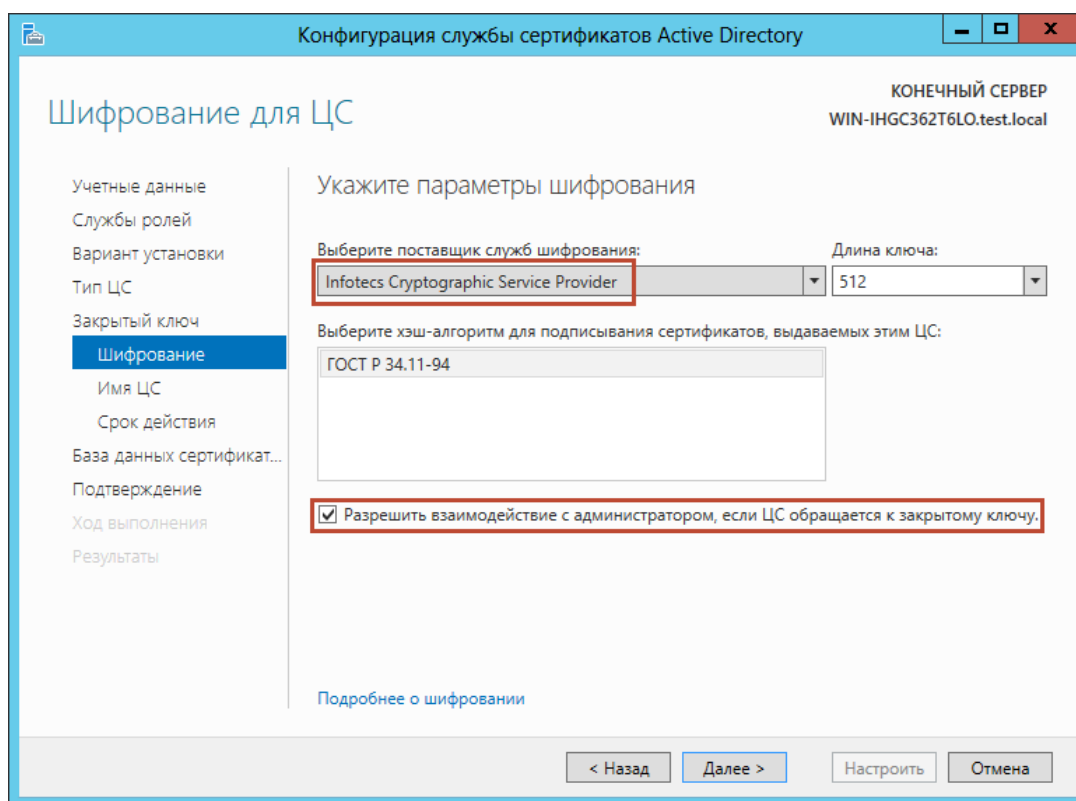 Конфигурация службы сертификатов Active Directory
Шифрование для ЦС
КОНЕЧНЫЙ СЕРВЕР
WIN-IHGC362T6LO.test.local
Учетные данные
Службы ролей
Вариант установки
Тип ЦС
Закрытый ключ
Шифрование
Имя ЦС
Срок действия
База данных сертификат...
Подтверждение
Ход выполнения
Результаты
Укажите параметры шифрования
Выберите поставщик служб шифрования:
Длина ключа:
Infotecs Cryptographic Service Provider
512
Выберите хэш-алгоритм для подписывания сертификатов, выдаваемых этим ЦС:
ГОСТ Р 34.11-94
Разрешить взаимодействие с администратором, если ЦС обращается к закрытому ключу.
Подробнее о шифровании
< Назад
Далее >
Настроить
Отмена